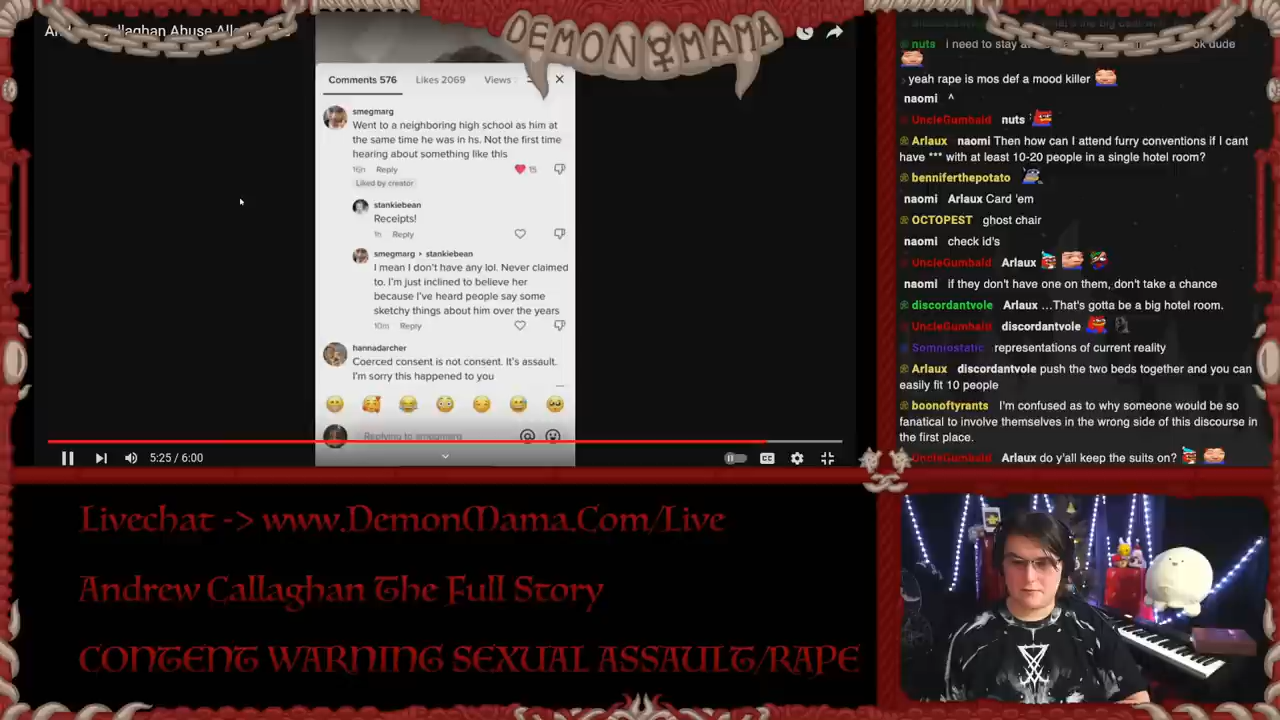 DEMON MAMA
Comments 576 Likes 2069 Views
smegmarg
Went to a neighboring high school as him at
the same time he was in hs. Not the first time
hearing about something like this
Reply
15
Liked by creator
stankiebean
Receipts!
1h Reply
smegmarg stankiebean
I mean I don't have any lol. Never claimed
to. I'm just inclined to believe her
because I've heard people say some
sketchy things about him over the years
10m Reply
hannadarcher
Coerced consent is not consent. It's assault.
I'm sorry this happened to you
Replying to smegmarg
5:25 / 6:00
CC
nuts i need to stay dude
yeah rape is mos def a mood killer
naomi ^
UncleGumbald nuts
Arlaux naomi Then how can I attend furry conventions if I cant
have *** with at least 10-20 people in a single hotel room?
benniferthepotato
naomi Arlaux Card 'em
OCTOPEST ghost chair
naomi check id's
UncleGumbald Arlaux
naomi if they don't have one on them, don't take a chance
discordantvole Arlaux ...That's gotta be a big hotel room.
UncleGumbald discordantvole
Somniostatic representations of current reality
Arlaux discordantvole push the two beds together and you can
easily fit 10 people
boonoftyrants I'm confused as to why someone would be so
fanatical to involve themselves in the wrong side of this discourse in
the first place.
UncleGumbald Arlaux do y'all keep the suits on?
Livechat -> www.DemonMama.Com/Live
Andrew Callaghan The Full Story
CONTENT WARNING SEXUAL ASSAULT/RAPE